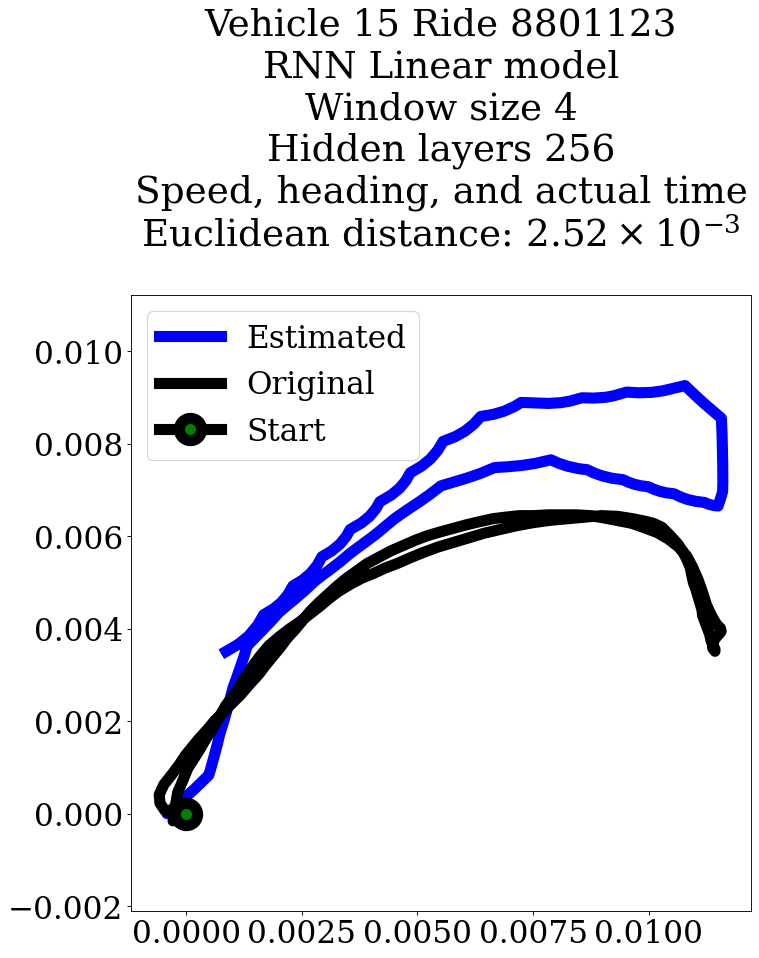 Vehicle 15 Ride 8801123
RNN Linear model
Window size 4
Hidden layers 256
Speed, heading, and actual time
Euclidean distance: 2.52 × 10⁻³
Estimated
Original
Start
0.010
0.008
0.006
0.004
0.002
0.000
−0.002
0.0000 0.0025 0.0050 0.0075 0.0100